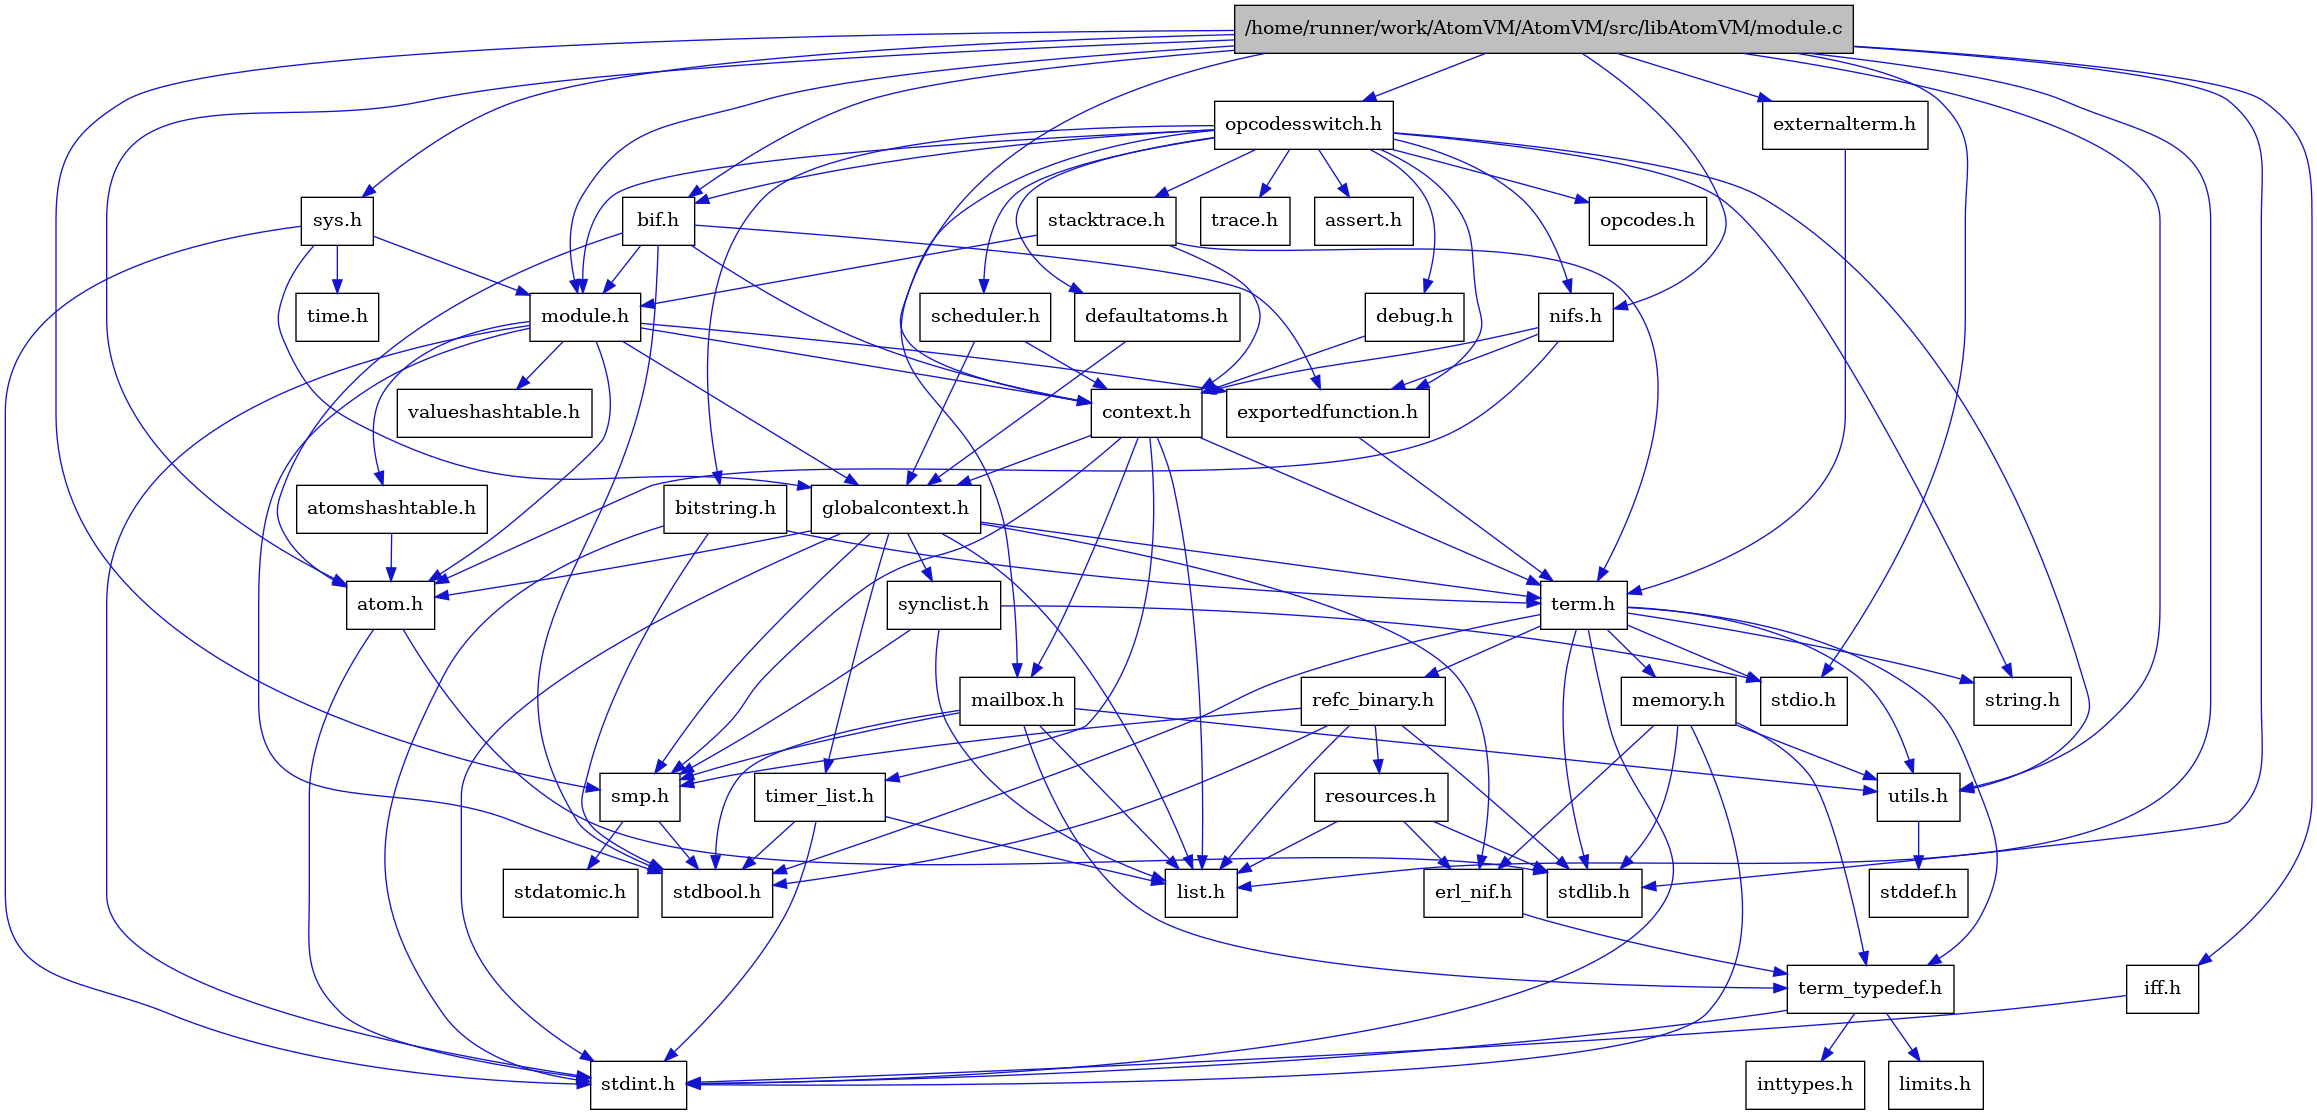 /home/runner/work/AtomVM/AtomVM/src/libAtomVM/module.c
opcodesswitch.h
externalterm.h
sys.h
bif.h
stacktrace.h
trace.h
assert.h
opcodes.h
time.h
module.h
scheduler.h
defaultatoms.h
debug.h
nifs.h
valueshashtable.h
context.h
exportedfunction.h
atomshashtable.h
bitstring.h
globalcontext.h
atom.h
synclist.h
term.h
mailbox.h
refc_binary.h
memory.h
stdio.h
string.h
smp.h
timer_list.h
resources.h
utils.h
stdatomic.h
stdbool.h
list.h
erl_nif.h
stdlib.h
stddef.h
term_typedef.h
iff.h
stdint.h
inttypes.h
limits.h